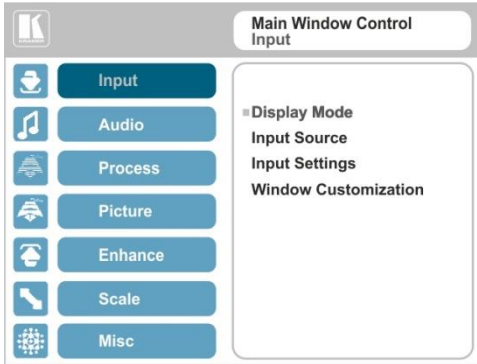 Main Window Control
Input
Input
Audio
Process
Picture
Enhance
Scale
Misc
Display Mode
Input Source
Input Settings
Window Customization